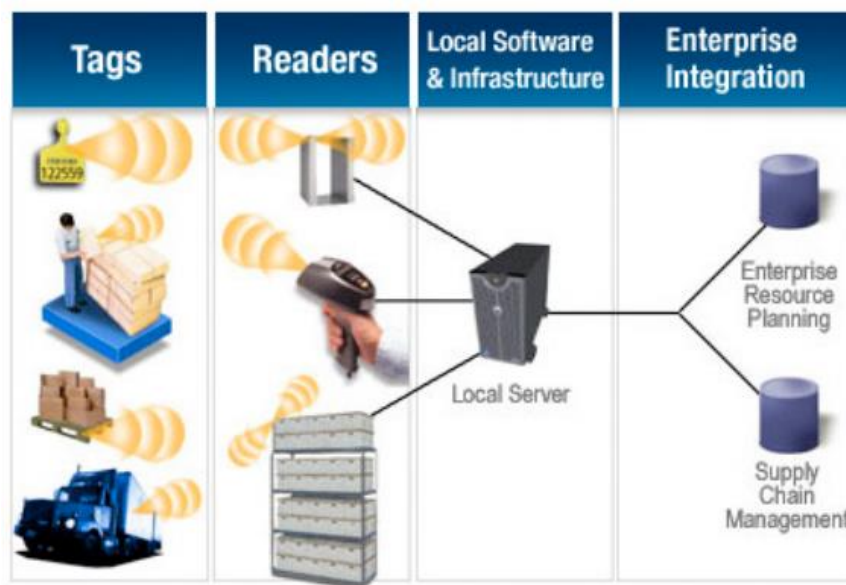 Tags
Readers
Local Software
& Infrastructure
Enterprise
Integration
122559
Local Server
Enterprise
Resource
Planning
Supply
Chain
Management